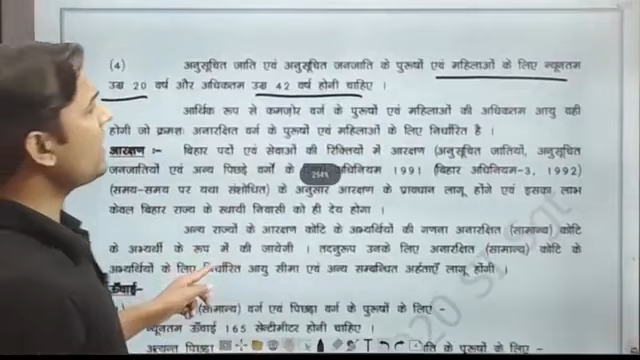 (4) अनुसूचित जाति एवं अनुसूचित जनजाति के पुरूषों एवं महिलाओं के लिए न्यूनतम
उम्र 20 वर्ष और अधिकतम उम्र 42 वर्ष होनी चाहिए ।
आर्थिक रूप से कमज़ोर वर्ग के पुरूषों एवं महिलाओं की अधिकतम आयु वही
होगी जो क्रमशः अनारक्षित वर्ग के पुरूषों एवं महिलाओं के लिए निर्धारित है ।
आरक्षण :- बिहार पदों एवं सेवाओं की रिक्तियों में आरक्षण (अनुसूचित जातियों, अनुसूचित
जनजातियों एवं अन्य पिछड़े वर्गों के 1991 (बिहार अधिनियम-3, 1992)
(समय-समय पर यथा संशोधित) के अनुसार आरक्षण के प्रावधान लागू होंगे एवं इसका लाभ
केवल बिहार राज्य के स्थायी निवासी को ही देय होगा ।
अन्य राज्यों के आरक्षण कोटि के अभ्यर्थियों की गणना अनारक्षित (सामान्य) कोटि
के अभ्यर्थी के रूप में की जायेगी । तदनुरूप उनके लिए अनारक्षित (सामान्य) कोटि के
अभ्यर्थियों के लिए निर्धारित आयु सीमा एवं अन्य सम्बन्धित अर्हताएँ लागू होंगी ।
ऊँचाई-
(सामान्य) वर्ग एवं पिछड़ा वर्ग के पुरूषों के लिए -
न्यूनतम ऊँचाई 165 सेन्टीमीटर होनी चाहिए ।
अत्यन्त पिछड़ा के पुरूषों के लिए -